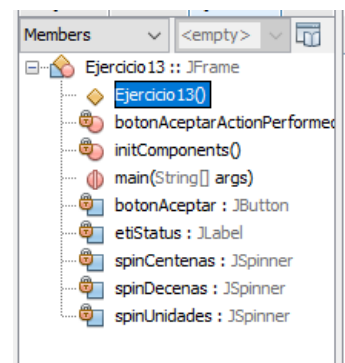 Members <empty>
Ejercicio13 :: JFrame
Ejercicio13()
botonAceptarActionPerformed
initComponents()
main(String[] args)
botonAceptar : JButton
etiStatus : JLabel
spinCentenas : JSpinner
spinDecenas : JSpinner
spinUnidades : JSpinner